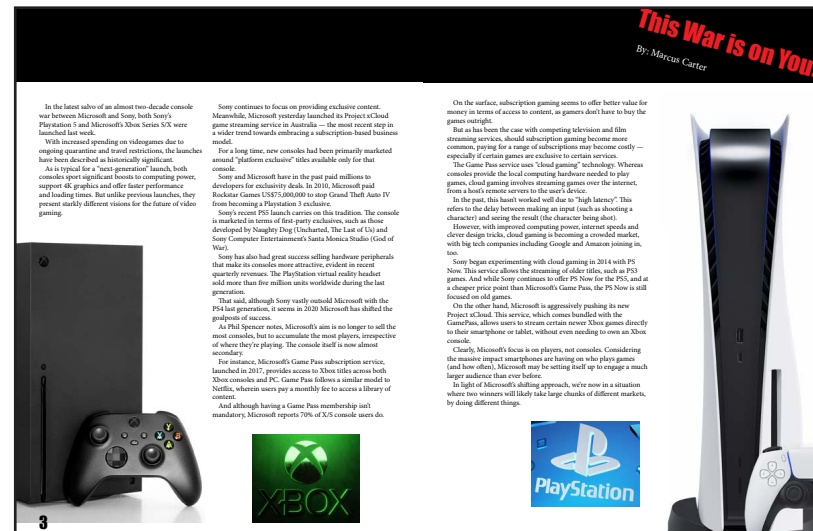 This War is on You
By: Marcus Carter
In the latest salvo of an almost two-decade console
war between Microsoft and Sony, both Sony's
Playstation 5 and Microsoft's Xbox Series S/X were
launched last week.
With increased spending on videogames due to
ongoing quarantine and travel restrictions, the launches
have been described as historically significant.
As is typical for a "next-generation" launch, both
consoles sport significant boosts to computing power,
support 4K graphics and offer faster performance
and loading times. But unlike previous launches, they
present starkly different visions for the future of video
gaming.
Sony continues to focus on providing exclusive content.
Meanwhile, Microsoft yesterday launched its Project xCloud
game streaming service in Australia — the most recent step in
a wider trend towards embracing a subscription-based business
model.
For a long time, new consoles had been primarily marketed
around "platform exclusive" titles available only for that
console.
Sony and Microsoft have in the past paid millions to
developers for exclusivity deals. In 2010, Microsoft paid
Rockstar Games US$75,000,000 to stop Grand Theft Auto IV
from becoming a Playstation 3 exclusive.
Sony's recent PS5 launch carries on this tradition. The console
is marketed in terms of first-party exclusives, such as those
developed by Naughty Dog (Uncharted, The Last of Us) and
Sony Computer Entertainment's Santa Monica Studio (God of
War).
Sony has also had great success selling hardware peripherals
that make its consoles more attractive, evident in recent
quarterly revenues. The PlayStation virtual reality headset
sold more than five million units worldwide during the last
generation.
That said, although Sony vastly outsold Microsoft with the
PS4 last generation, it seems in 2020 Microsoft has shifted the
goalposts of success.
As Phil Spencer notes, Microsoft's aim is no longer to sell the
most consoles, but to accumulate the most players, irrespective
of where they're playing. The console itself is now almost
secondary.
For instance, Microsoft's Game Pass subscription service,
launched in 2017, provides access to Xbox titles across both
Xbox consoles and PC. Game Pass follows a similar model to
Netflix, wherein users pay a monthly fee to access a library of
content.
And although having a Game Pass membership isn't
mandatory, Microsoft reports 70% of X/S console users do.
XBOX
3
On the surface, subscription gaming seems to offer better value for
money in terms of access to content, as gamers don't have to buy the
games outright.
But as has been the case with competing television and film
streaming services, should subscription gaming become more
common, paying for a range of subscriptions may become costly —
especially if certain games are exclusive to certain services.
The Game Pass service uses "cloud gaming" technology. Whereas
consoles provide the local computing hardware needed to play
games, cloud gaming involves streaming games over the internet,
from a host's remote servers to the user's device.
In the past, this hasn't worked well due to "high latency". This
refers to the delay between making an input (such as shooting a
character) and seeing the result (the character being shot).
However, with improved computing power, internet speeds and
clever design tricks, cloud gaming is becoming a crowded market,
with big tech companies including Google and Amazon joining in,
too.
Sony began experimenting with cloud gaming in 2014 with PS
Now. This service allows the streaming of older titles, such as PS3
games. And while Sony continues to offer PS Now for the PS5, and at
a cheaper price point than Microsoft's Game Pass, the PS Now is still
focused on old games.
On the other hand, Microsoft is aggressively pushing its new
Project xCloud. This service, which comes bundled with the
GamePass, allows users to stream certain newer Xbox games directly
to their smartphone or tablet, without even needing to own an Xbox
console.
Clearly, Micosoft's focus is on players, not consoles. Considering
the massive impact smartphones are having on who plays games
(and how often), Microsoft may be setting itself up to engage a much
larger audience than ever before.
In light of Microsoft's shifting approach, we're now in a situation
where two winners will likely take large chunks of different markets,
by doing different things.
PlayStation